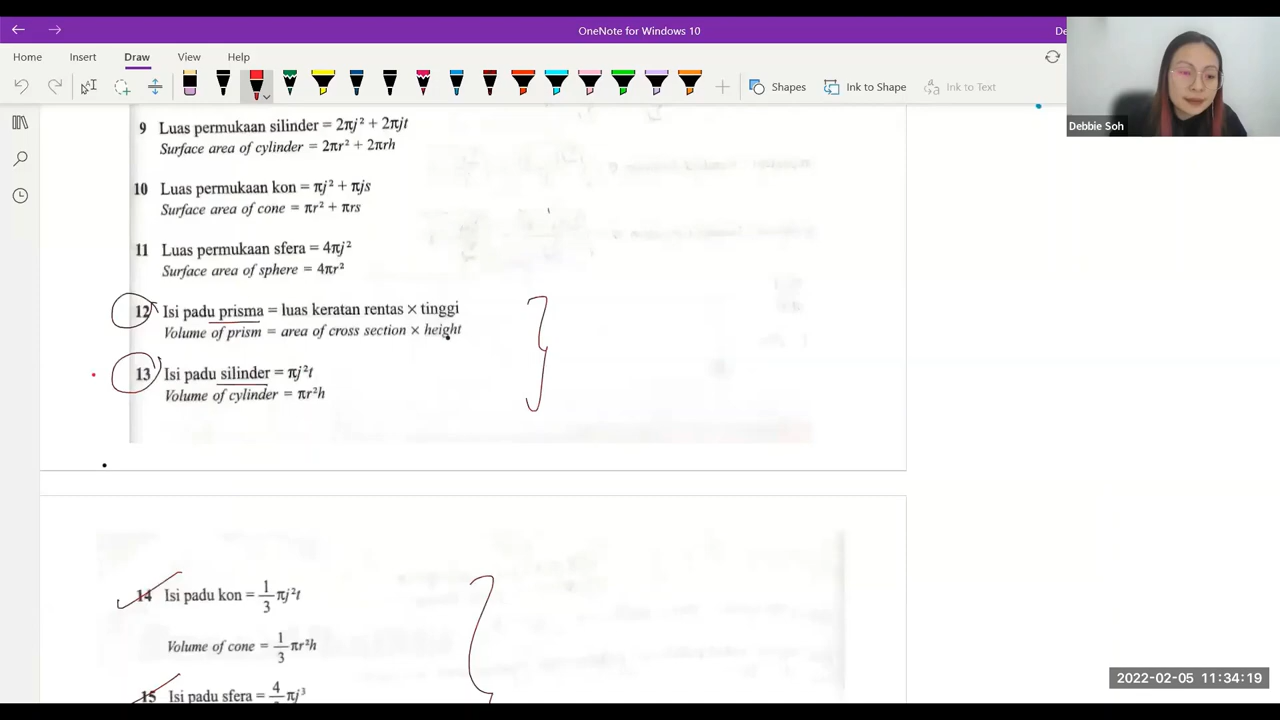 OneNote for Windows 10
De
Home Insert Draw View Help
Shapes Ink to Shape Ink to Text
Debbie Soh
9 Luas permukaan silinder = 2πj² + 2πjt
Surface area of cylinder = 2πr² + 2πrh
10 Luas permukaan kon = πj² + πjs
Surface area of cone = πr² + πrs
11 Luas permukaan sfera = 4πj²
Surface area of sphere = 4πr²
12 Isi padu prisma = luas keratan rentas × tinggi
Volume of prism = area of cross section × height
13 Isi padu silinder = πj²t
Volume of cylinder = πr²h
14 Isi padu kon = 1/3 πj²t
Volume of cone = 1/3 πr²h
15 Isi padu sfera = 4/3 πj³
2022-02-05 11:34:19